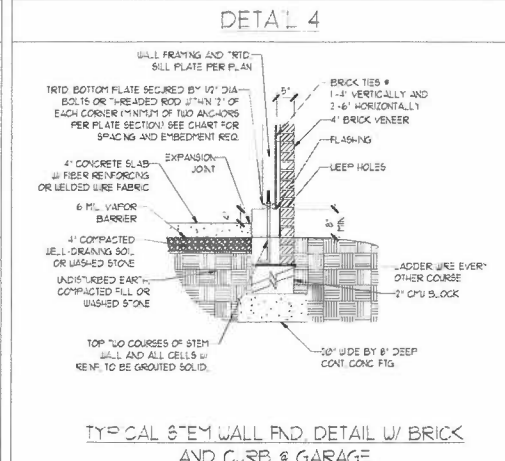 DETAIL 4
WALL FRAMING AND TRTD.
SILL PLATE PER PLAN
5"
TRTD. BOTTOM PLATE SECURED BY 1/2" DIA
BOLTS OR THREADED ROD WITHIN 12" OF
EACH CORNER (MINIMUM OF TWO ANCHORS
PER PLATE SECTION) SEE CHART FOR
SPACING AND EMBEDMENT REQ.
BRICK TIES @
1'-4" VERTICALLY AND
2'-8" HORIZONTALLY
4" BRICK VENEER
FLASHING
WEEP HOLES
EXPANSION
JOINT
4" CONCRETE SLAB
W/ FIBER REINFORCING
OR WELDED WIRE FABRIC
6 MIL VAPOR
BARRIER
8"
MIN.
4" COMPACTED
WELL-DRAINING SOIL
OR WASHED STONE
UNDISTURBED EARTH,
COMPACTED FILL OR
WASHED STONE
LADDER WIRE EVERY
OTHER COURSE
12" CMU BLOCK
TOP TWO COURSES OF STEM
WALL AND ALL CELLS W/
REINF. TO BE GROUTED SOLID.
WIDE BY 8" DEEP
CONT. CONC FTG
TYPICAL STEM WALL FND. DETAIL W/ BRICK
AND CURB @ GARAGE